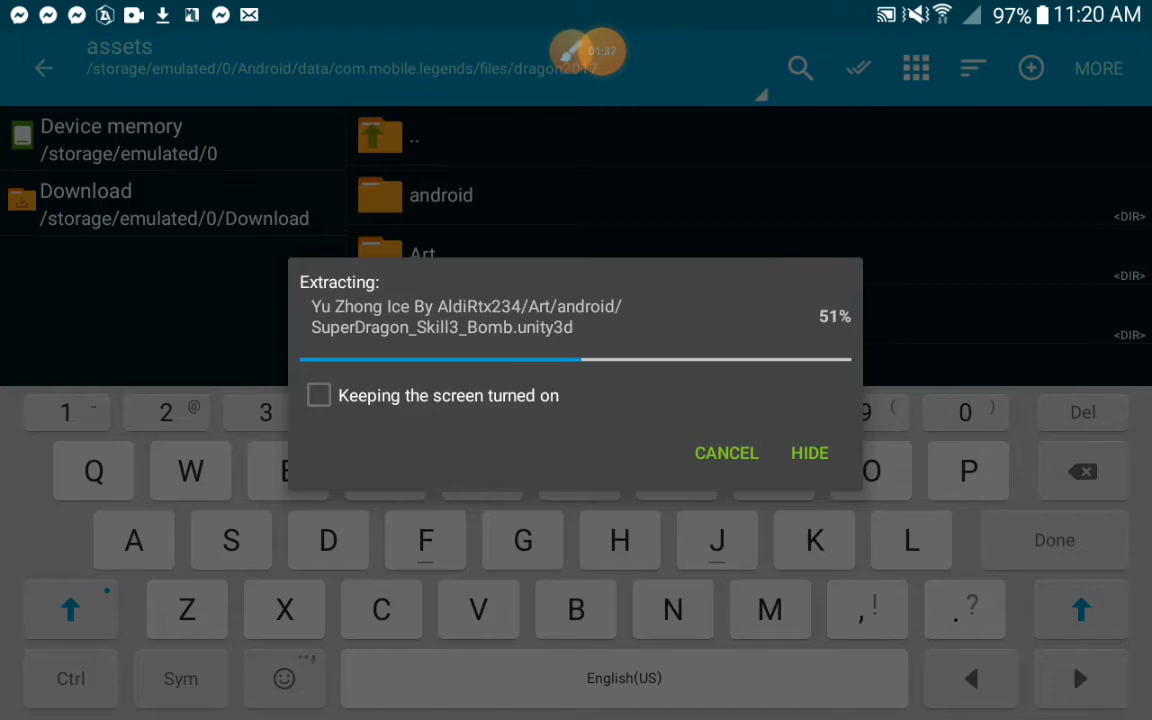 97% 11:20 AM
assets
/storage/emulated/0/Android/data/com.mobile.legends/files/dragon2017
01:37
MORE
Device memory
/storage/emulated/0
Download
/storage/emulated/0/Download
..
android
<DIR>
Art
<DIR>
<DIR>
Extracting:
Yu Zhong Ice By AldiRtx234/Art/android/
SuperDragon_Skill3_Bomb.unity3d
51%
Keeping the screen turned on
CANCEL HIDE
1 - 2 @ 3 9 ( 0 ) Del
Q W E O P
A S D F G H J K L Done
Z X C V B N M , ! . ?
Ctrl Sym English(US)